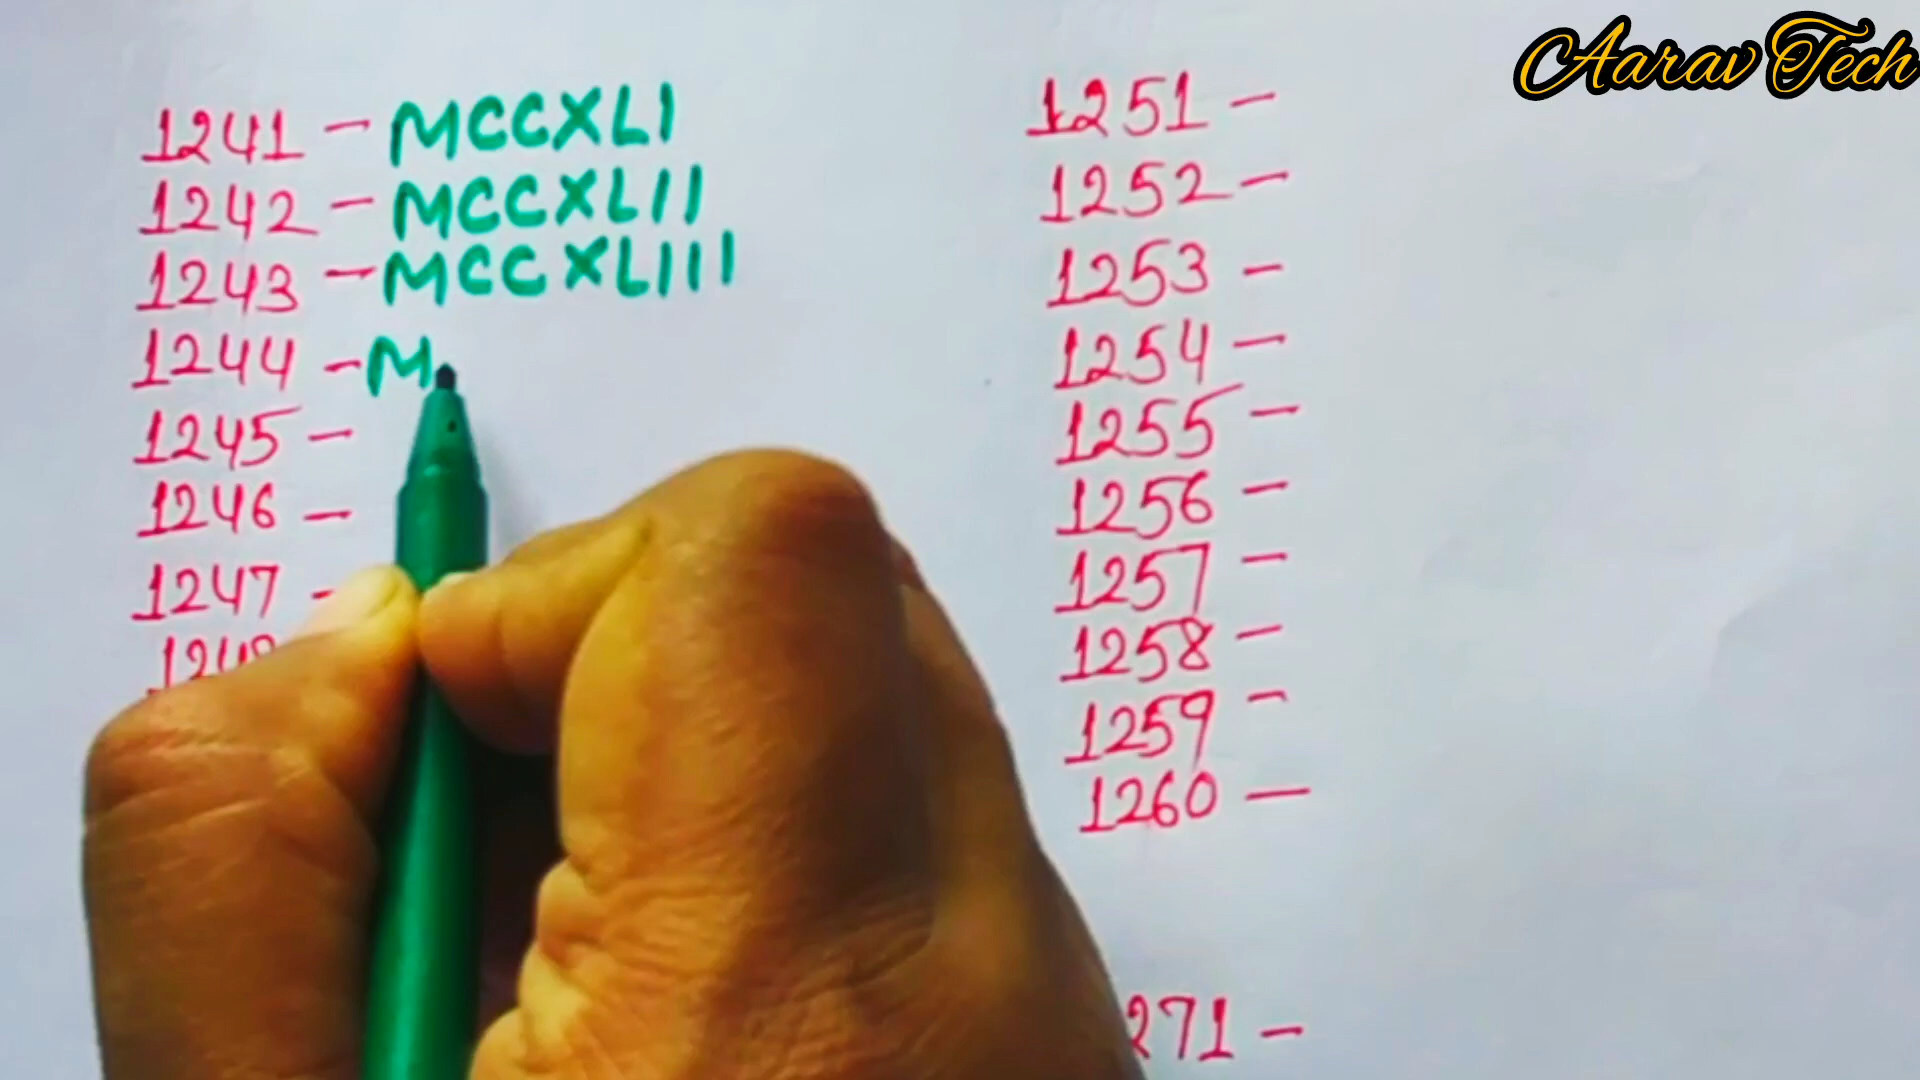 Aarav Tech
1241 - MCCXLI
1242 - MCCXLII
1243 - MCCXLIII
1244 - M
1245 -
1246 -
1247 -
1251 -
1252 -
1253 -
1254 -
1255 -
1256 -
1257 -
1258 -
1259 -
1260 -
271 -